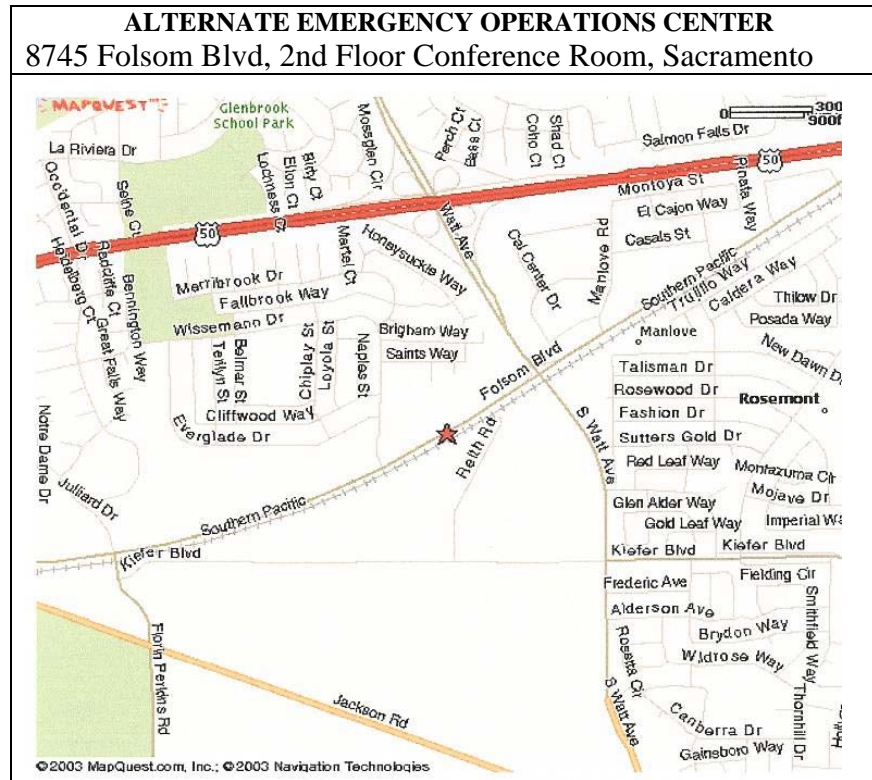 ALTERNATE EMERGENCY OPERATIONS CENTER
8745 Folsom Blvd, 2nd Floor Conference Room, Sacramento
MAPQUEST
Glenbrook
School Park
Mossglen Cir
Perch Ct
Bass Ct
Coho Ct
Shad Ct
0
300
900f
Salmon Falls Dr
La Riviera Dr
50
Occidental Dr
Heidelberg Ct
Seine Ct
Radcliffe Ct
Bennington Way
Great Falls Way
Lochness Ct
Elton Ct
Birty Ct
50
Watt Ave
Montoya St
El Cajon Way
Casals St
Pinata Way
Martel Ct
Honeysuckle Way
Cal Center Dr
Manlove Rd
Southern Pacific
Trujillo Way
Caldera Way
Merribrook Dr
Fallbrook Way
Wissemann Dr
Thilow Dr
Posada Way
Terilyn St
Belmar St
Chiplay St
Loyola St
Naples St
Brigham Way
Saints Way
Folsom Blvd
Manlove
New Dawn D
Talisman Dr
Rosewood Dr
Rosemont
Fashion Dr
Cliffwood Way
Everglade Dr
Reith Rd
S Watt Ave
Sutters Gold Dr
Red Leaf Way
Montazuma Cir
Mojave Dr
Notre Dame Dr
Julliard Dr
Southern Pacific
Glen Alder Way
Gold Leaf Way
Imperial Wa
Kiefer Blvd
Kiefer Blvd
Kiefer Blvd
Frederic Ave
Fielding Cir
Alderson Ave
Smithfield Way
Brydon Way
Wildrose Way
Florin Perkins Rd
Jackson Rd
Rosetta Cir
S Watt Ave
Canberra Dr
Thornhill Dr
Gainsboro Way
©2003 MapQuest.com, Inc.; ©2003 Navigation Technologies